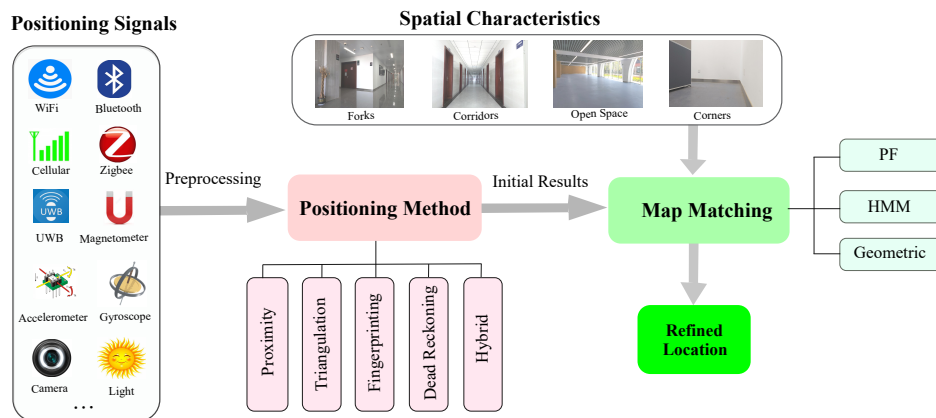 Positioning Signals
WiFi
Bluetooth
Cellular
Zigbee
UWB
UWB
Magnetometer
Accelerometer
Gyroscope
Camera
Light
...
Preprocessing
Spatial Characteristics
Forks
Corridors
Open Space
Corners
Positioning Method
Initial Results
Map Matching
PF
HMM
Geometric
Proximity
Triangulation
Fingerprinting
Dead Reckoning
Hybrid
Refined
Location